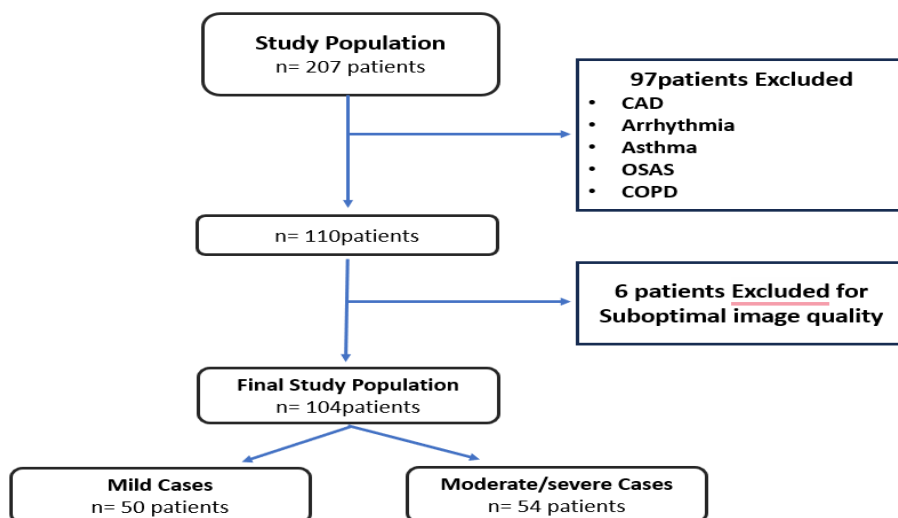 Study Population
n= 207 patients
97patients Excluded
• CAD
• Arrhythmia
• Asthma
• OSAS
• COPD
n= 110patients
6 patients Excluded for
Suboptimal image quality
Final Study Population
n= 104patients
Mild Cases
n= 50 patients
Moderate/severe Cases
n= 54 patients